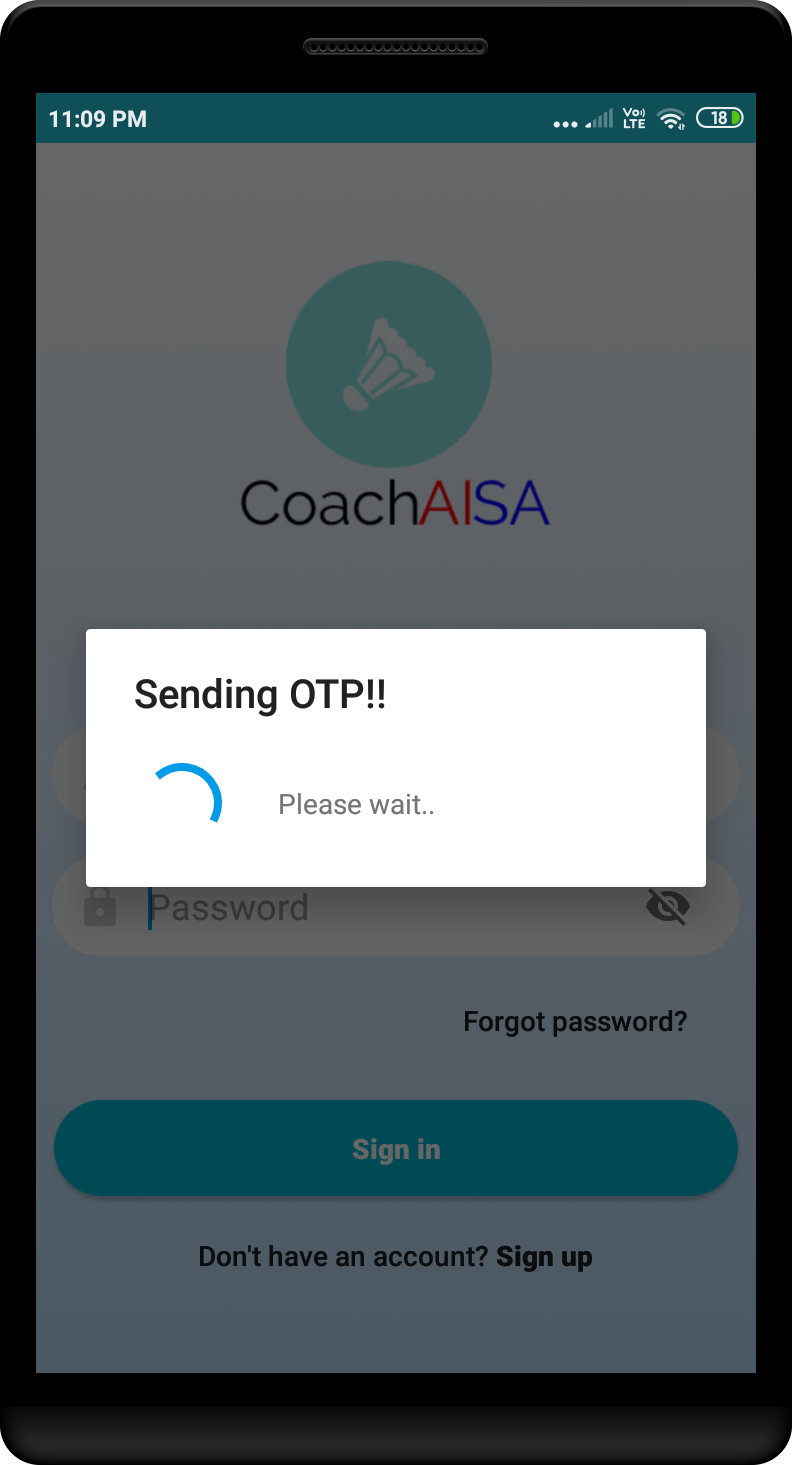 11:09 PM
Vo) LTE
18
CoachAISA
Sending OTP!!
Please wait..
Password
Forgot password?
Sign in
Don't have an account? Sign up